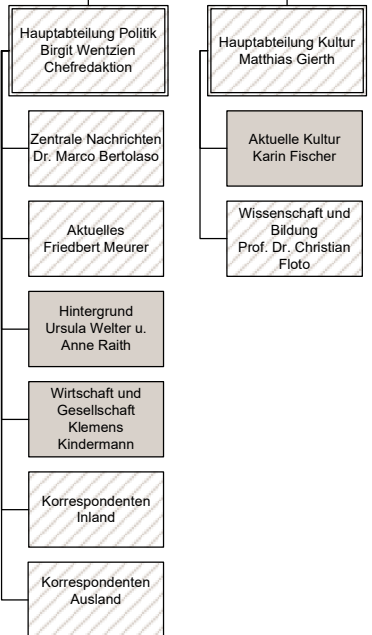 Hauptabteilung Politik
Birgit Wentzien
Chefredaktion
Zentrale Nachrichten
Dr. Marco Bertolaso
Aktuelles
Friedbert Meurer
Hintergrund
Ursula Welter u.
Anne Raith
Wirtschaft und
Gesellschaft
Klemens
Kindermann
Korrespondenten
Inland
Korrespondenten
Ausland
Hauptabteilung Kultur
Matthias Gierth
Aktuelle Kultur
Karin Fischer
Wissenschaft und
Bildung
Prof. Dr. Christian
Floto